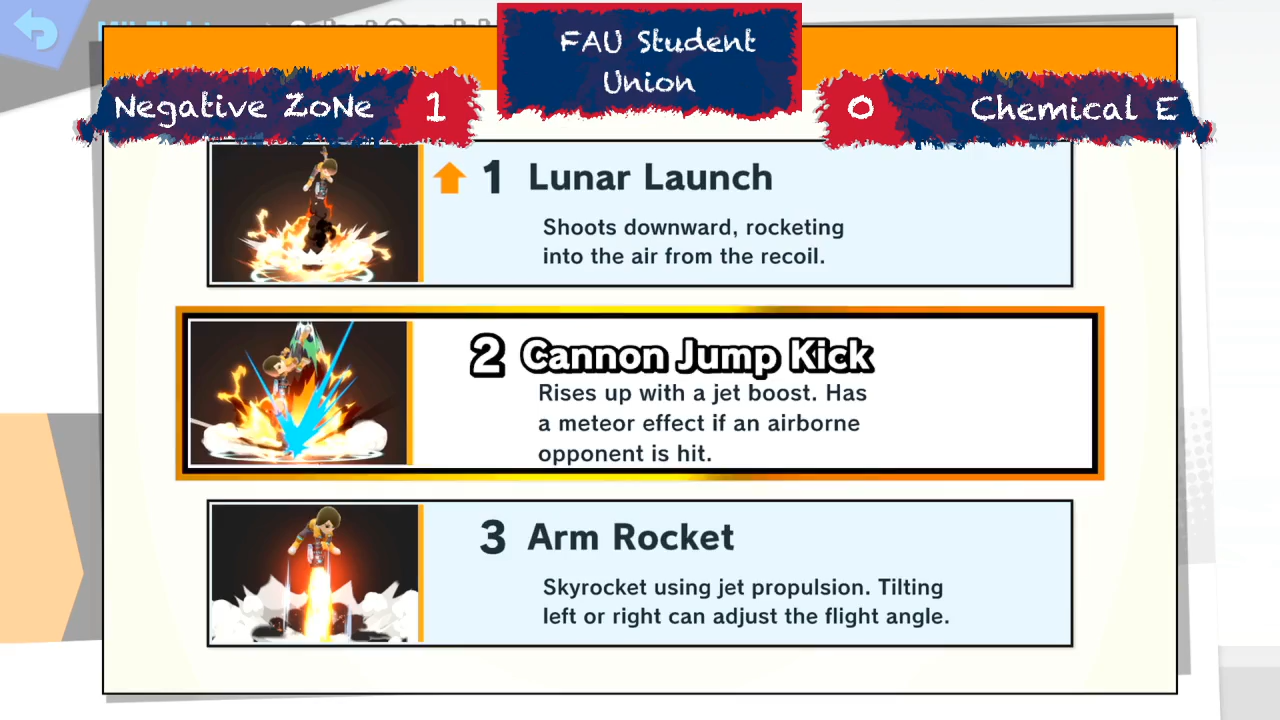 FAU Student
Union
Negative ZoNe 1
0 Chemical E
1 Lunar Launch
Shoots downward, rocketing
into the air from the recoil.
2 Cannon Jump Kick
Rises up with a jet boost. Has
a meteor effect if an airborne
opponent is hit.
3 Arm Rocket
Skyrocket using jet propulsion. Tilting
left or right can adjust the flight angle.